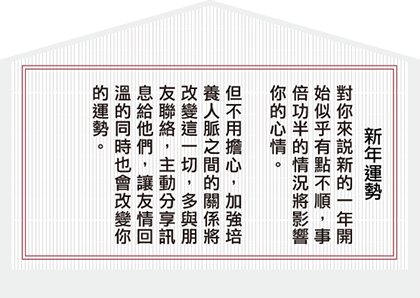 新年運勢
對你來說新的一年開
始似乎有點不順，事
倍功半的情況將影響
你的心情。
但不用擔心，加強培
養人脈之間的關係將
改變這一切，多與朋
友聯絡，主動分享訊
息給他們，讓友情回
溫的同時也會改變你
的運勢。